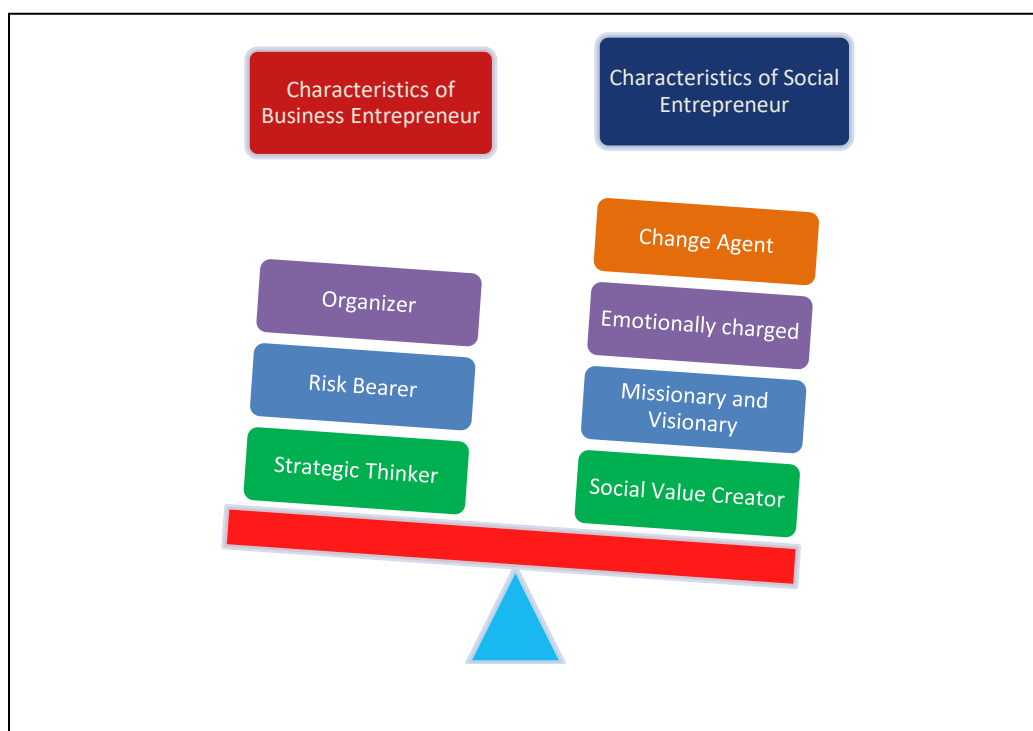 Characteristics of
Business Entrepreneur
Characteristics of Social
Entrepreneur
Organizer
Risk Bearer
Strategic Thinker
Change Agent
Emotionally charged
Missionary and
Visionary
Social Value Creator